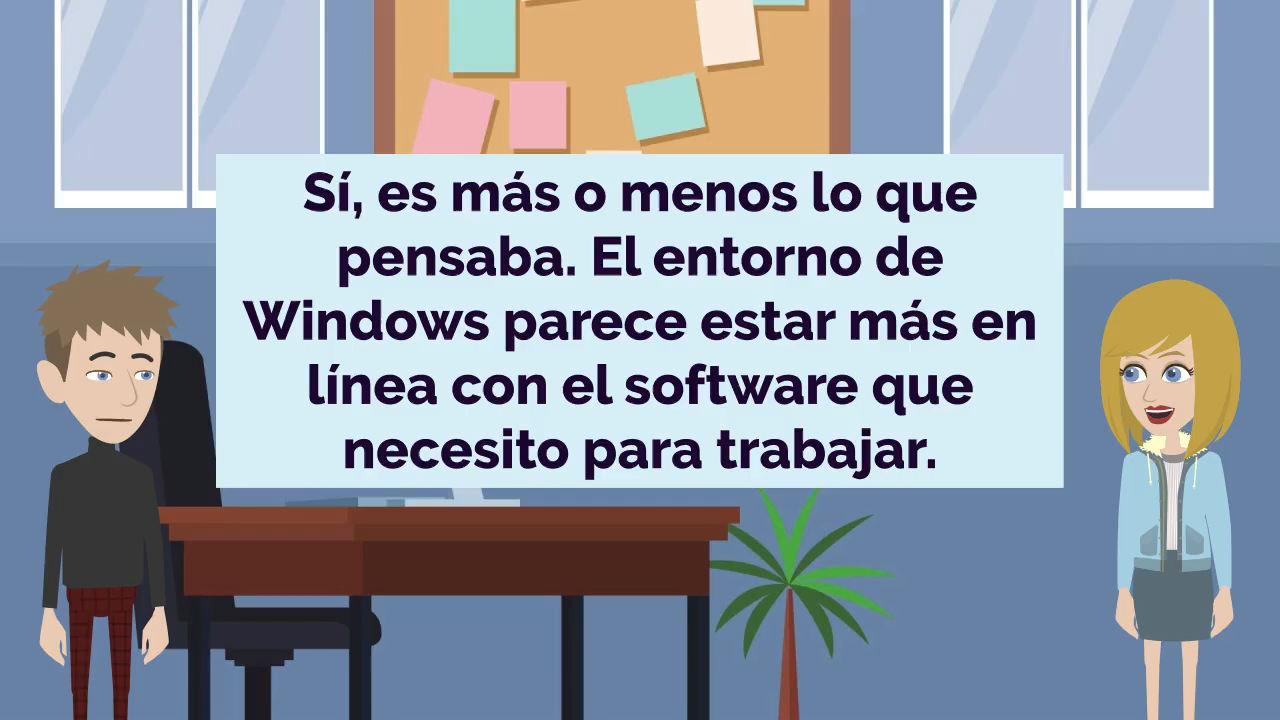 Sí, es más o menos lo que
pensaba. El entorno de
Windows parece estar más en
línea con el software que
necesito para trabajar.